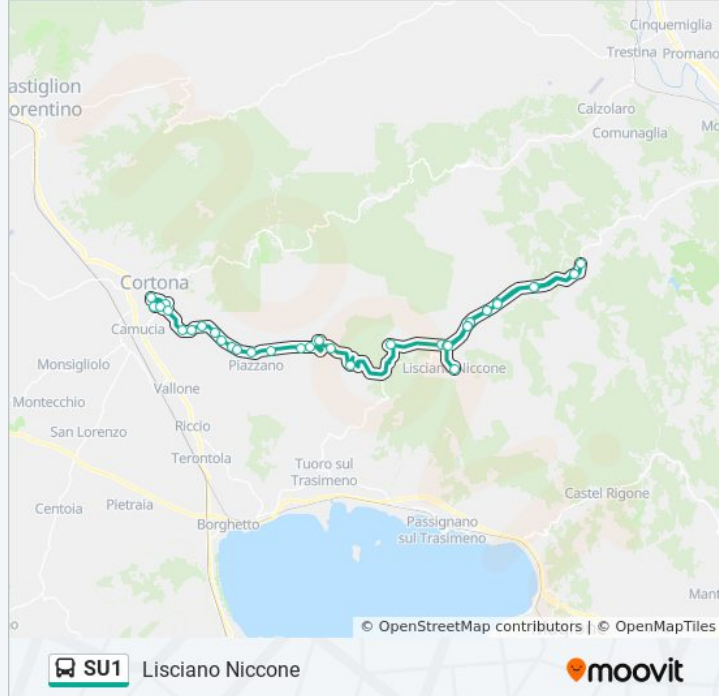 Cinquemiglia
Trestina
Promano
astiglion
orentino
Calzolaro
Comunaglia
Mo
Cortona
Camucia
Monsigliolo
Piazzano
Lisciano Niccone
Vallone
Montecchio
Riccio
San Lorenzo
Terontola
Tuoro sul
Trasimeno
Castel Rigone
Centoia
Pietraia
Borghetto
Passignano
sul Trasimeno
Mant
io
© OpenStreetMap contributors | © OpenMapTiles
SU1
Lisciano Niccone
moovit